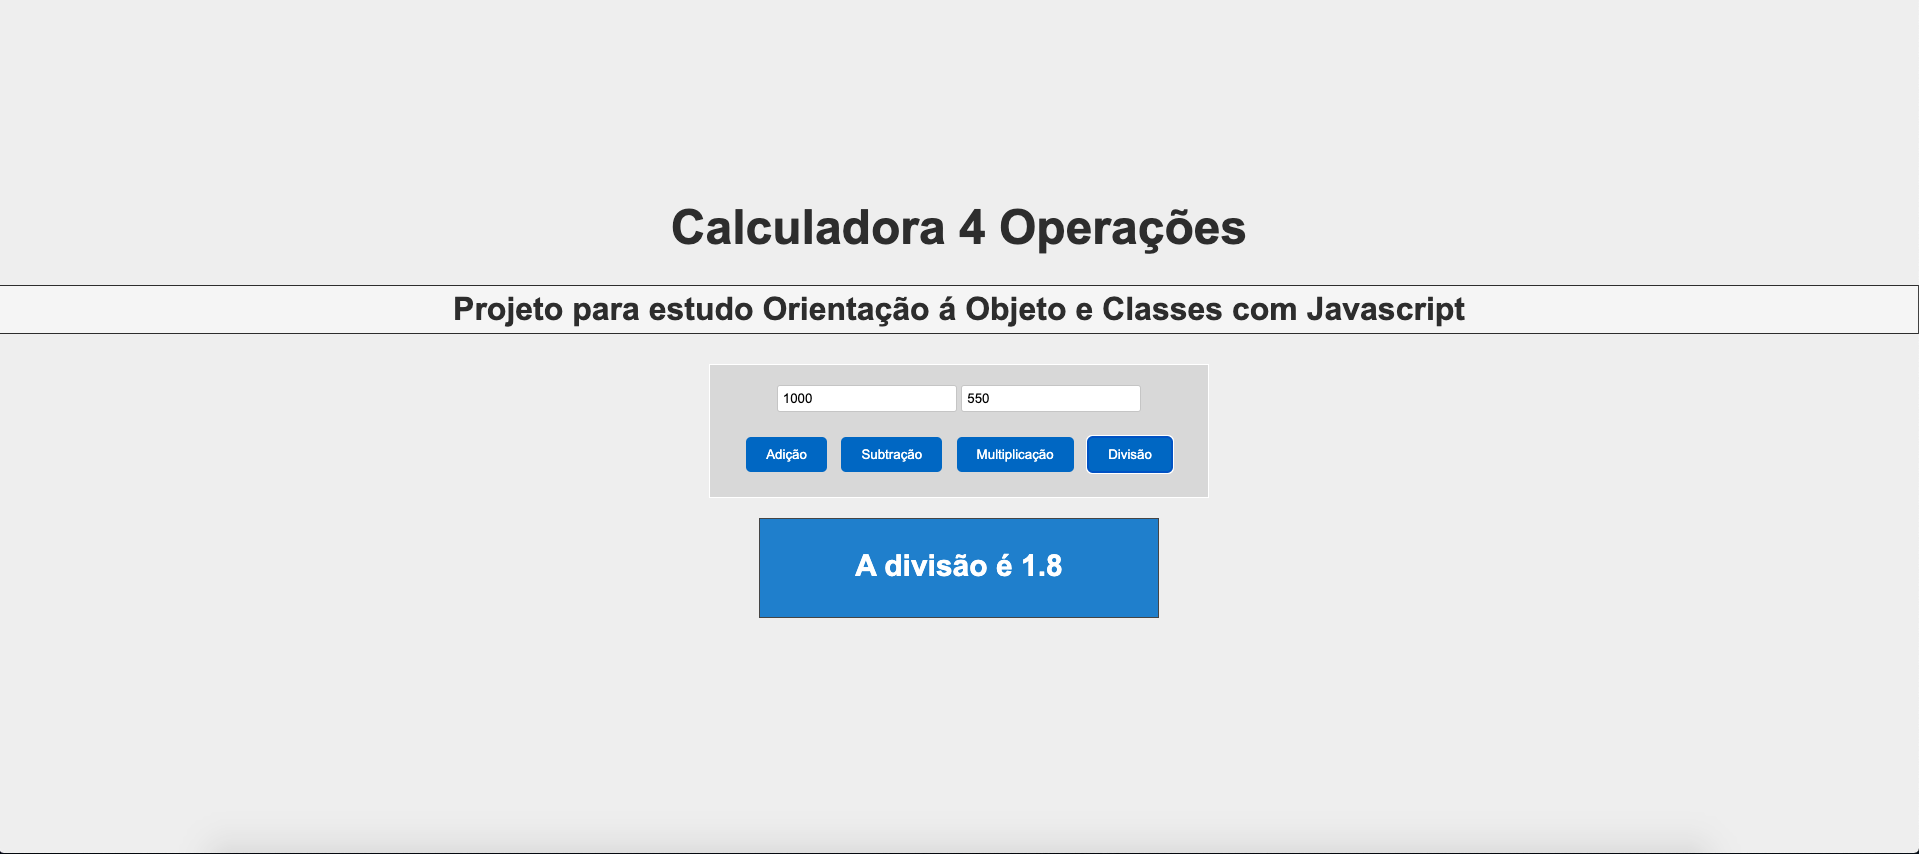 Calculadora 4 Operações
Projeto para estudo Orientação á Objeto e Classes com Javascript
1000 550
Adição Subtração Multiplicação Divisão
A divisão é 1.8